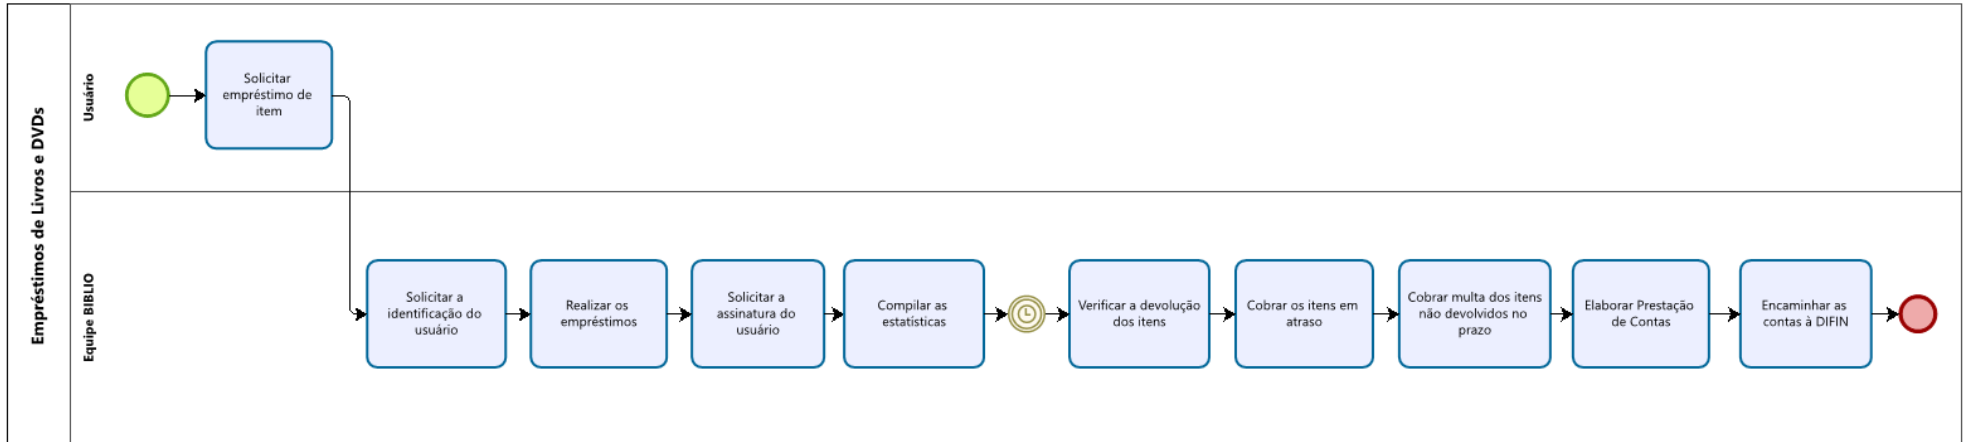 Empréstimos de Livros e DVDs
Usuário
Solicitar
empréstimo de
item
Equipe BIBLIO
Solicitar a
identificação do
usuário
Realizar os
empréstimos
Solicitar a
assinatura do
usuário
Compilar as
estatísticas
Verificar a devolução
dos itens
Cobrar os itens em
atraso
Cobrar multa dos itens
não devolvidos no
prazo
Elaborar Prestação
de Contas
Encaminhar as
contas à DIFIN